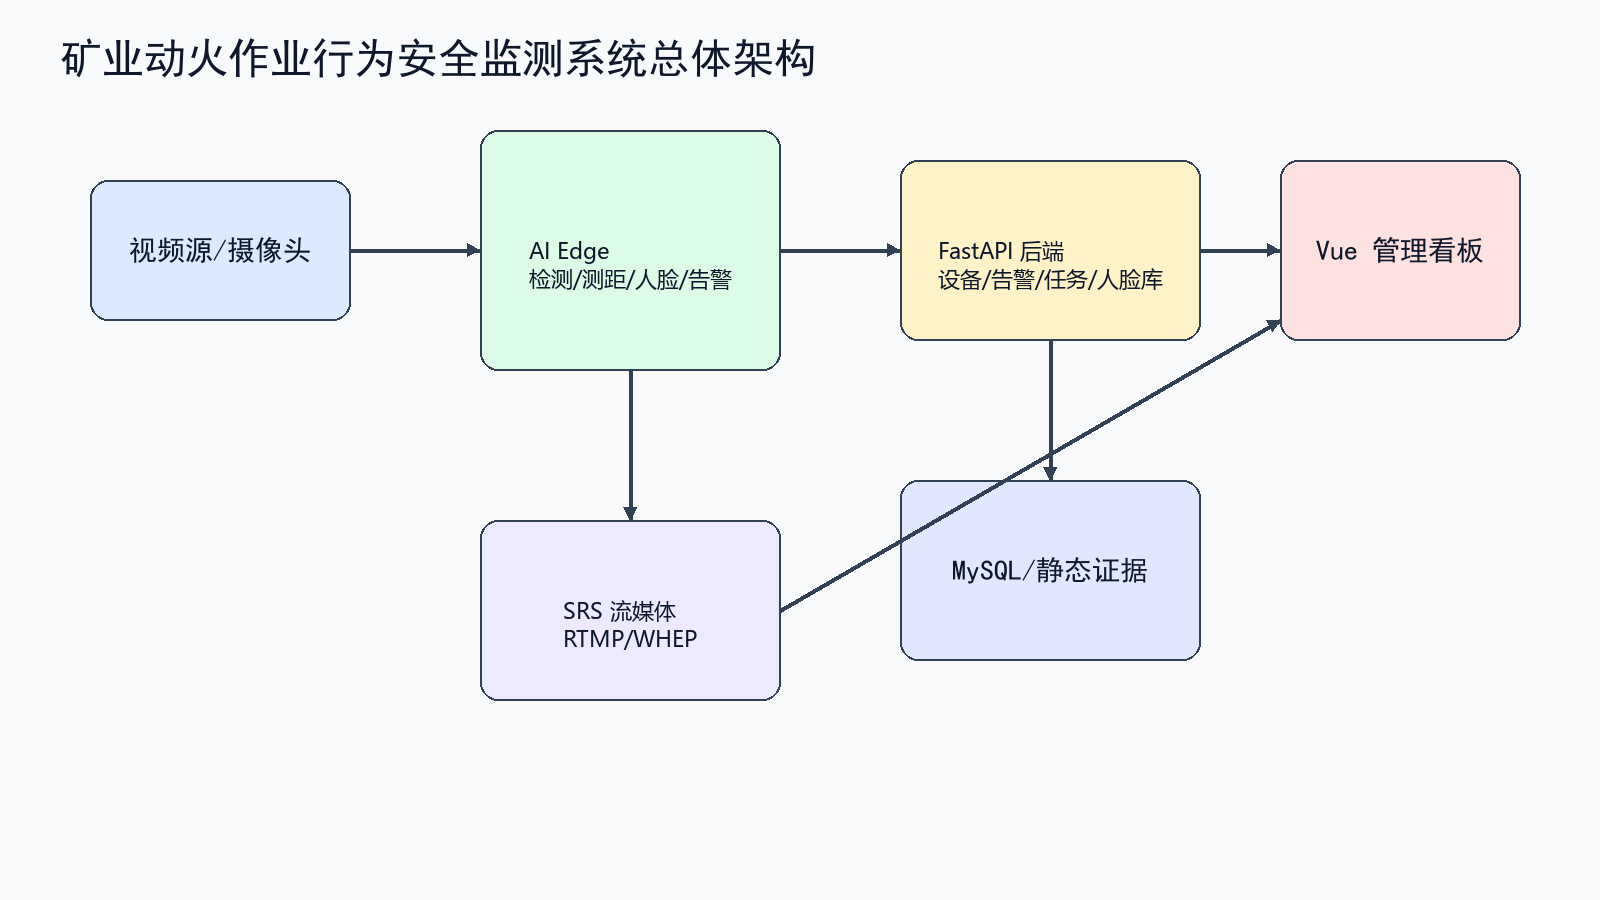 矿业动火作业行为安全监测系统总体架构
视频源/摄像头
AI Edge
检测/测距/人脸/告警
FastAPI 后端
设备/告警/任务/人脸库
Vue 管理看板
SRS 流媒体
RTMP/WHEP
MySQL/静态证据